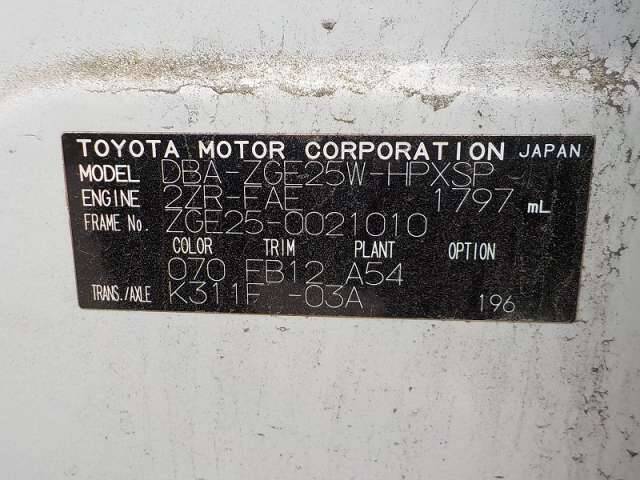 TOYOTA MOTOR CORPORATION JAPAN
MODEL DBA-ZGE25W-HPXSP
ENGINE 2ZR-FAE 1797 mL
FRAME No. ZGE25-0021010
COLOR TRIM PLANT OPTION
070 FB12 A54
TRANS./AXLE K311F -03A 196